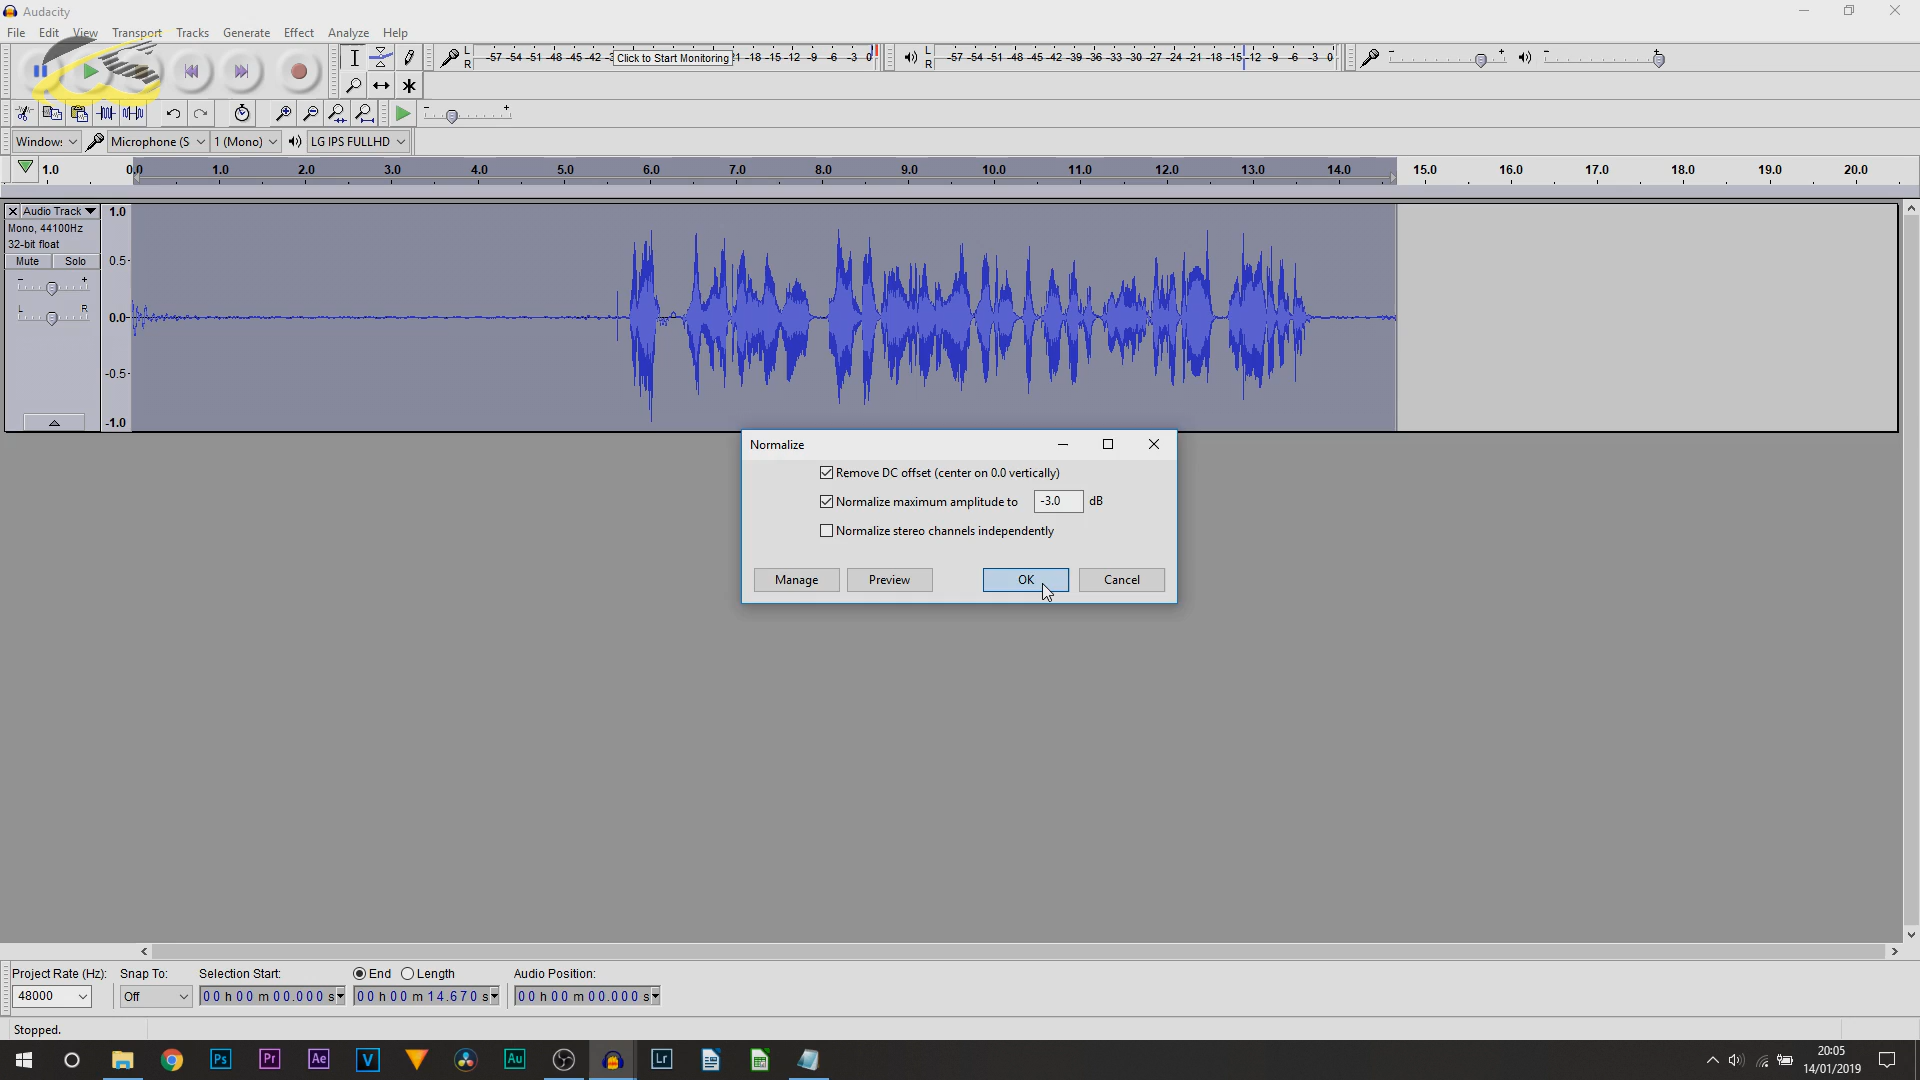 Audacity
File Edit View Transport Tracks Generate Effect Analyze Help
L
R
-57 -54 -51 -48 -45 -42 -3 Click to Start Monitoring 1 -18 -15 -12 -9 -6 -3 0
L
R
-57 -54 -51 -48 -45 -42 -39 -36 -33 -30 -27 -24 -21 -18 -15 -12 -9 -6 -3 0
Window: Microphone (S 1 (Mono) LG IPS FULLHD
1.0 0.0 1.0 2.0 3.0 4.0 5.0 6.0 7.0 8.0 9.0 10.0 11.0 12.0 13.0 14.0 15.0 16.0 17.0 18.0 19.0 20.0
Audio Track
Mono, 44100Hz
32-bit float
Mute Solo
L R
1.0
0.5-
0.0-
-0.5-
-1.0
Normalize
Remove DC offset (center on 0.0 vertically)
Normalize maximum amplitude to -3.0 dB
Normalize stereo channels independently
Manage Preview OK Cancel
Project Rate (Hz): Snap To: Selection Start: End Length Audio Position:
48000 Off 00 h 00 m 00.000 s 00 h 00 m 14.670 s 00 h 00 m 00.000 s
Stopped.
Ps Pr Ae V Au Lr
20:05
14/01/2019